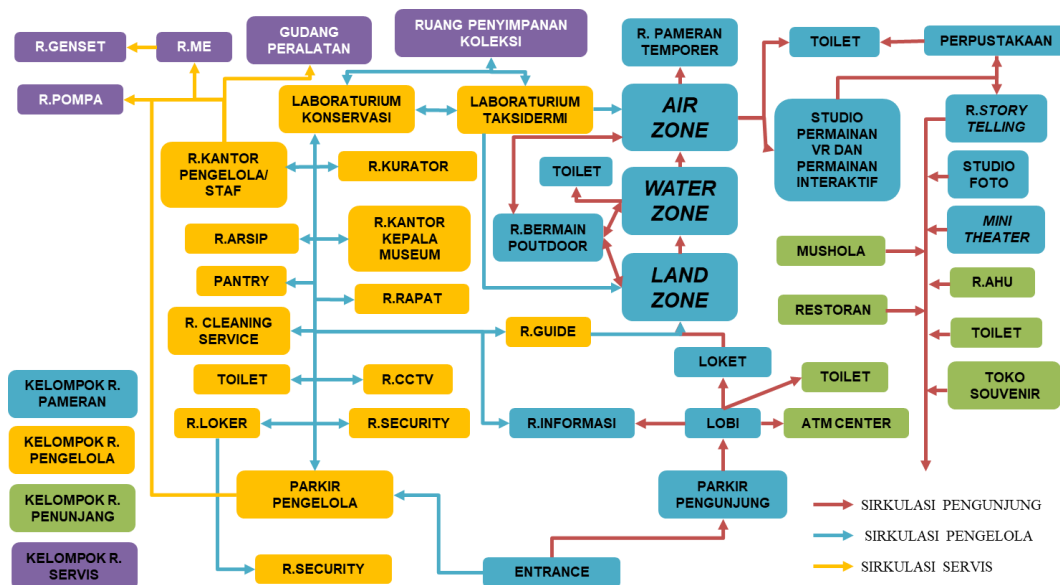 R.GENSET
R.ME
GUDANG
PERALATAN
RUANG PENYIMPANAN
KOLEKSI
R. PAMERAN
TEMPORER
TOILET
PERPUSTAKAAN
R.POMPA
LABORATURIUM
KONSERVASI
LABORATURIUM
TAKSIDERMI
AIR
ZONE
STUDIO
PERMAINAN
VR DAN
PERMAINAN
INTERAKTIF
R.STORY
TELLING
R.KANTOR
PENGELOLA/
STAF
R.KURATOR
TOILET
WATER
ZONE
STUDIO
FOTO
R.ARSIP
R.KANTOR
KEPALA
MUSEUM
R.BERMAIN
POUTDOOR
MINI
THEATER
MUSHOLA
PANTRY
R.RAPAT
LAND
ZONE
R.AHU
RESTORAN
R. CLEANING
SERVICE
R.GUIDE
TOILET
LOKET
TOILET
R.CCTV
TOILET
TOKO
SOUVENIR
KELOMPOK R.
PAMERAN
R.LOKER
R.SECURITY
R.INFORMASI
LOBI
ATM CENTER
KELOMPOK R.
PENGELOLA
PARKIR
PENGELOLA
PARKIR
PENGUNJUNG
KELOMPOK R.
PENUNJANG
SIRKULASI PENGUNJUNG
SIRKULASI PENGELOLA
SIRKULASI SERVIS
KELOMPOK R.
SERVIS
R.SECURITY
ENTRANCE